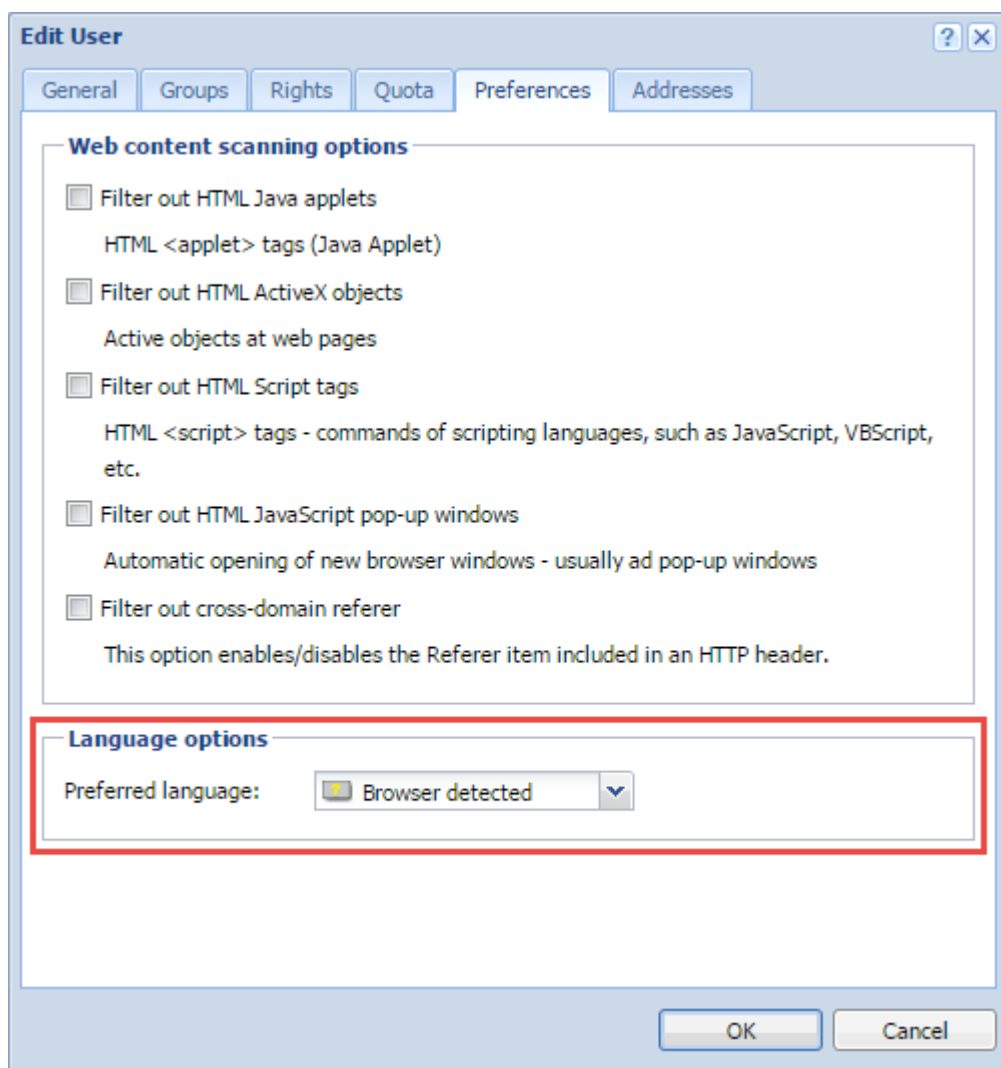 Edit User
General Groups Rights Quota Preferences Addresses
Web content scanning options
Filter out HTML Java applets
HTML <applet> tags (Java Applet)
Filter out HTML ActiveX objects
Active objects at web pages
Filter out HTML Script tags
HTML <script> tags - commands of scripting languages, such as JavaScript, VBScript,
etc.
Filter out HTML JavaScript pop-up windows
Automatic opening of new browser windows - usually ad pop-up windows
Filter out cross-domain referer
This option enables/disables the Referer item included in an HTTP header.
Language options
Preferred language: Browser detected
OK Cancel